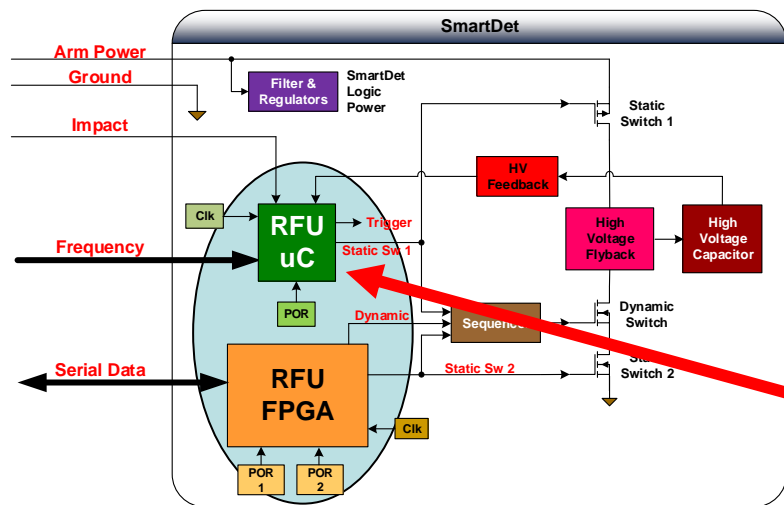 SmartDet
Arm Power
Ground
Filter &
Regulators
SmartDet
Logic
Power
Static
Switch 1
Impact
HV
Feedback
Clk
RFU
uC
Trigger
Static Sw 1
Frequency
High
Voltage
Flyback
High
Voltage
Capacitor
POR
Dynamic
Dynamic
Switch
Serial Data
RFU
FPGA
Static Sw 2
Switch 2
Clk
POR
1
POR
2